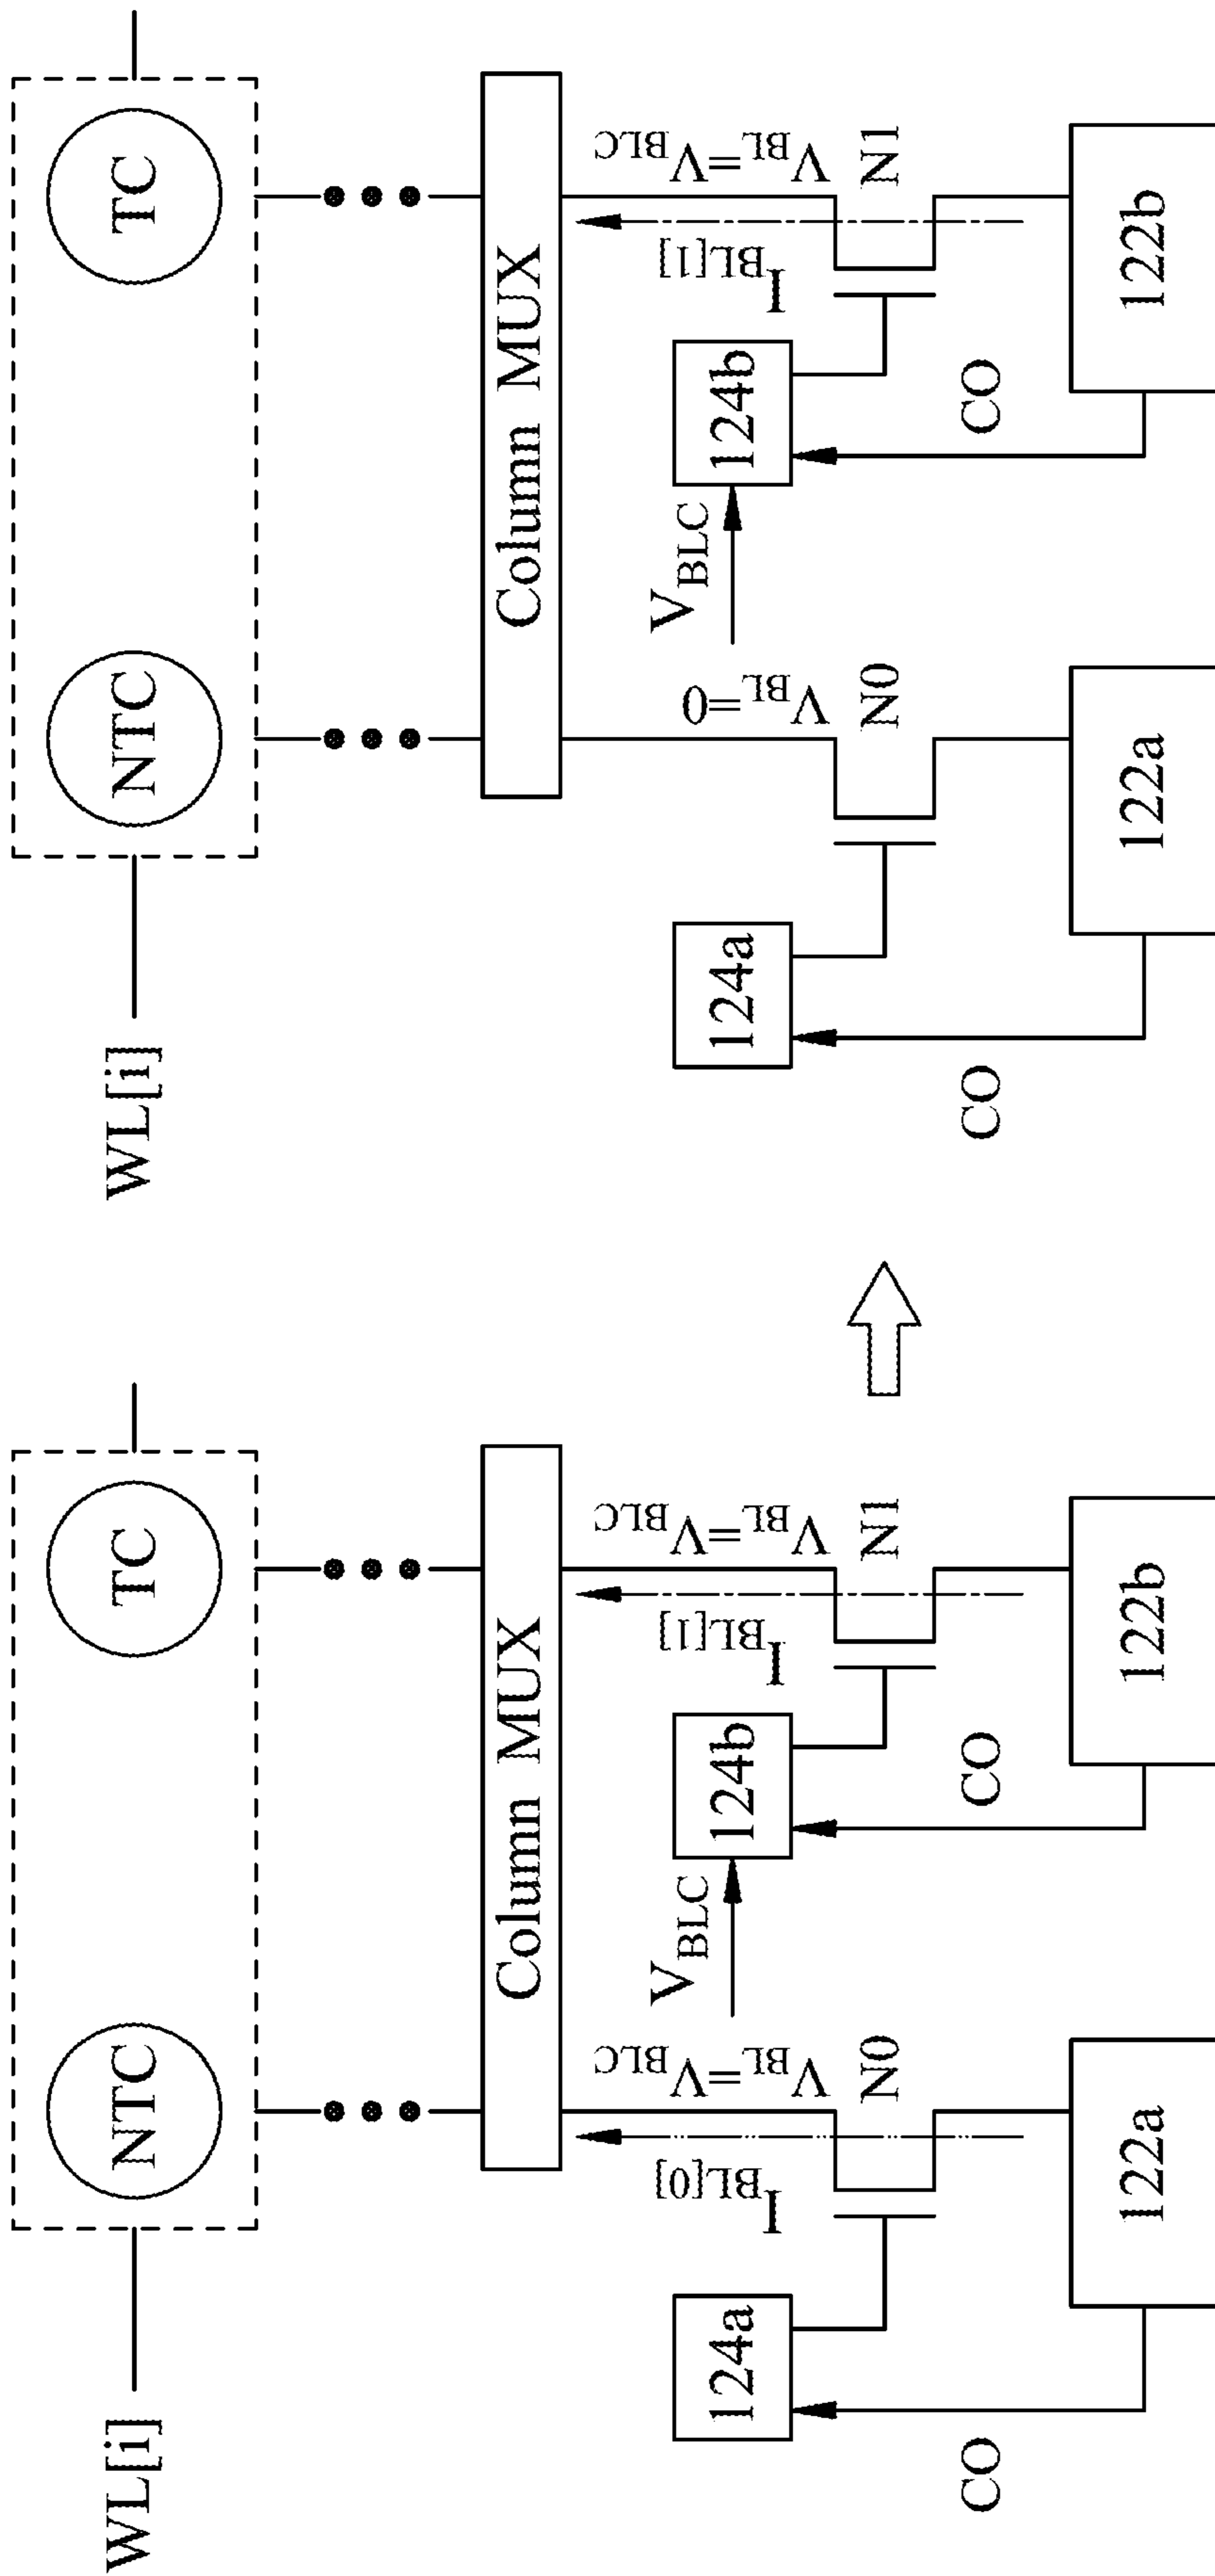 WL[i]
NTC
TC
Column MUX
I_BL[0]
V_BL=V_BLC
I_BL[1]
V_BL=V_BLC
124a
V_BLC
124b
N0
N1
CO
CO
122a
122b
WL[i]
NTC
TC
Column MUX
V_BL=0
I_BL[1]
V_BL=V_BLC
124a
V_BLC
124b
N0
N1
CO
CO
122a
122b